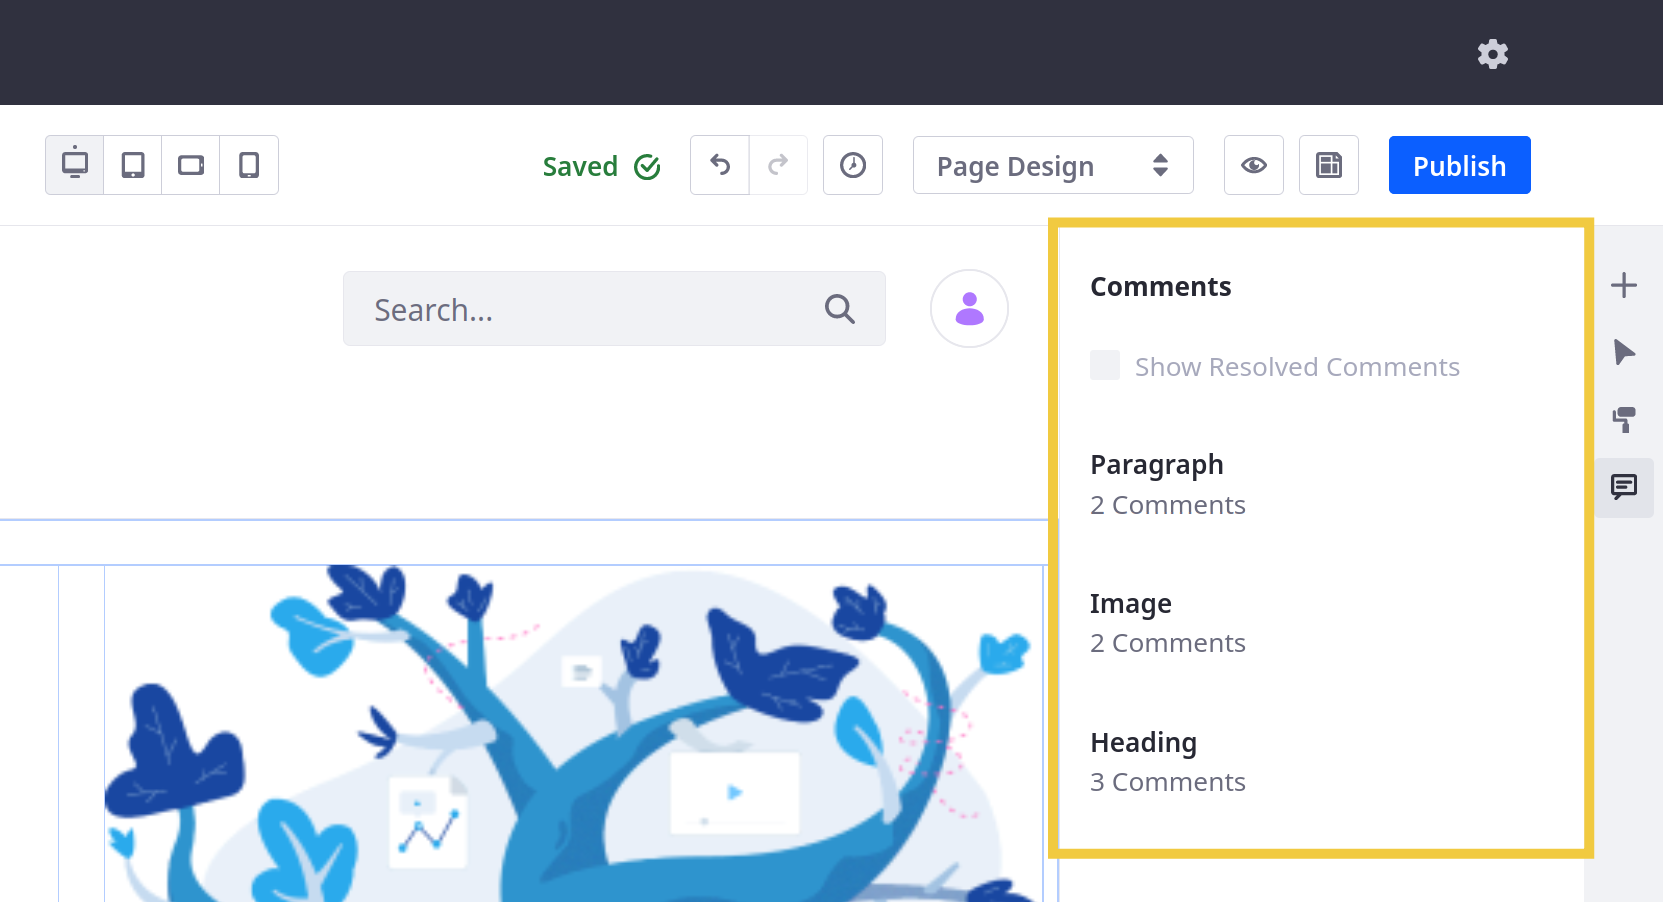 Saved
Page Design
Publish
Search...
Comments
Show Resolved Comments
Paragraph
2 Comments
Image
2 Comments
Heading
3 Comments